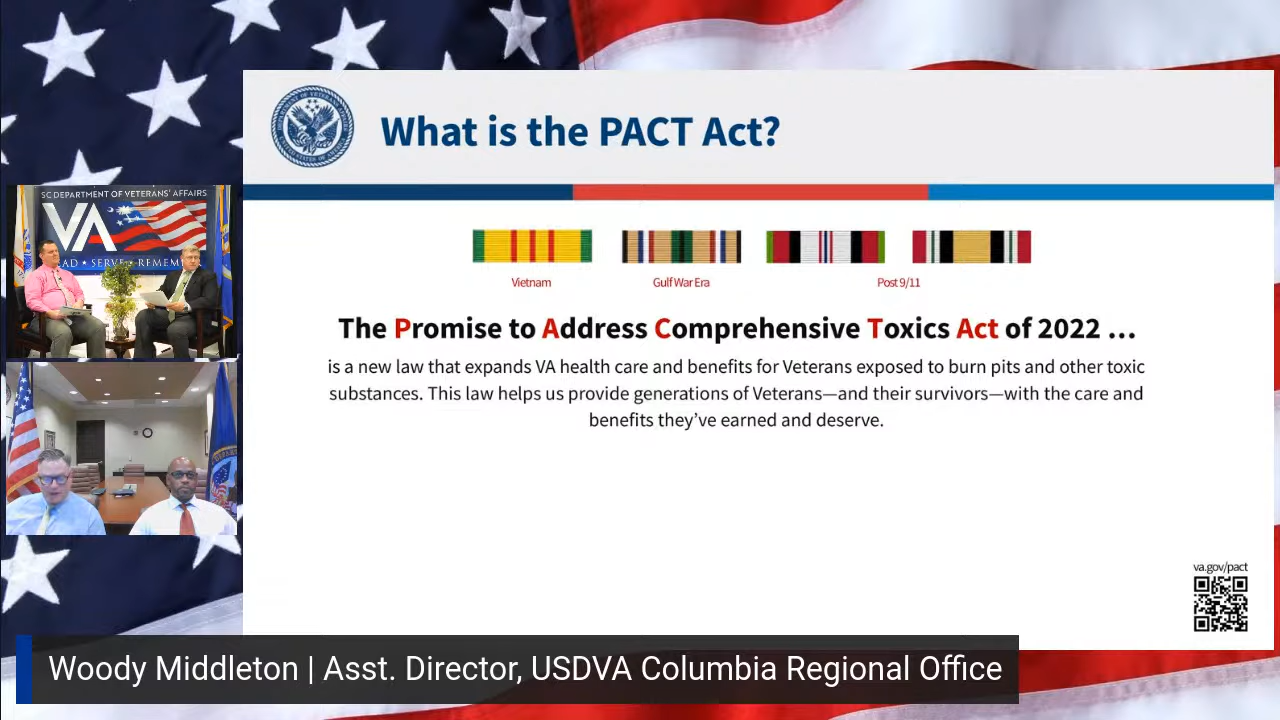 What is the PACT Act?
SC DEPARTMENT OF VETERANS' AFFAIRS
VA
Vietnam
Gulf War Era
Post 9/11
The Promise to Address Comprehensive Toxics Act of 2022 ...
is a new law that expands VA health care and benefits for Veterans exposed to burn pits and other toxic
substances. This law helps us provide generations of Veterans—and their survivors—with the care and
benefits they’ve earned and deserve.
va.gov/pact
Woody Middleton | Asst. Director, USDVA Columbia Regional Office